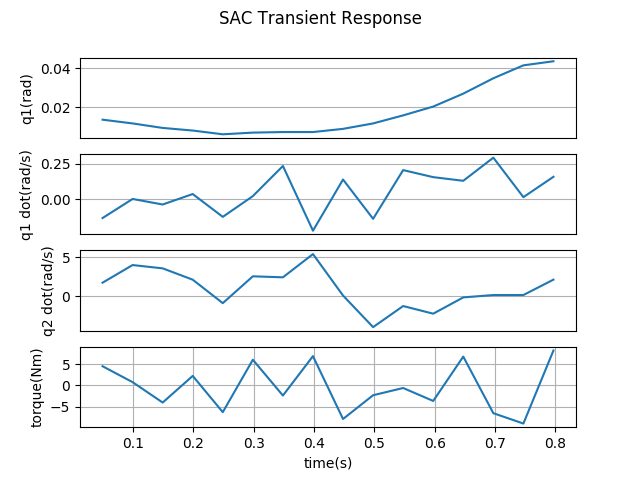 SAC Transient Response
q1(rad)
0.04
0.02
q1 dot(rad/s)
0.25
0.00
q2 dot(rad/s)
5
0
torque(Nm)
5
0
−5
0.1 0.2 0.3 0.4 0.5 0.6 0.7 0.8
time(s)